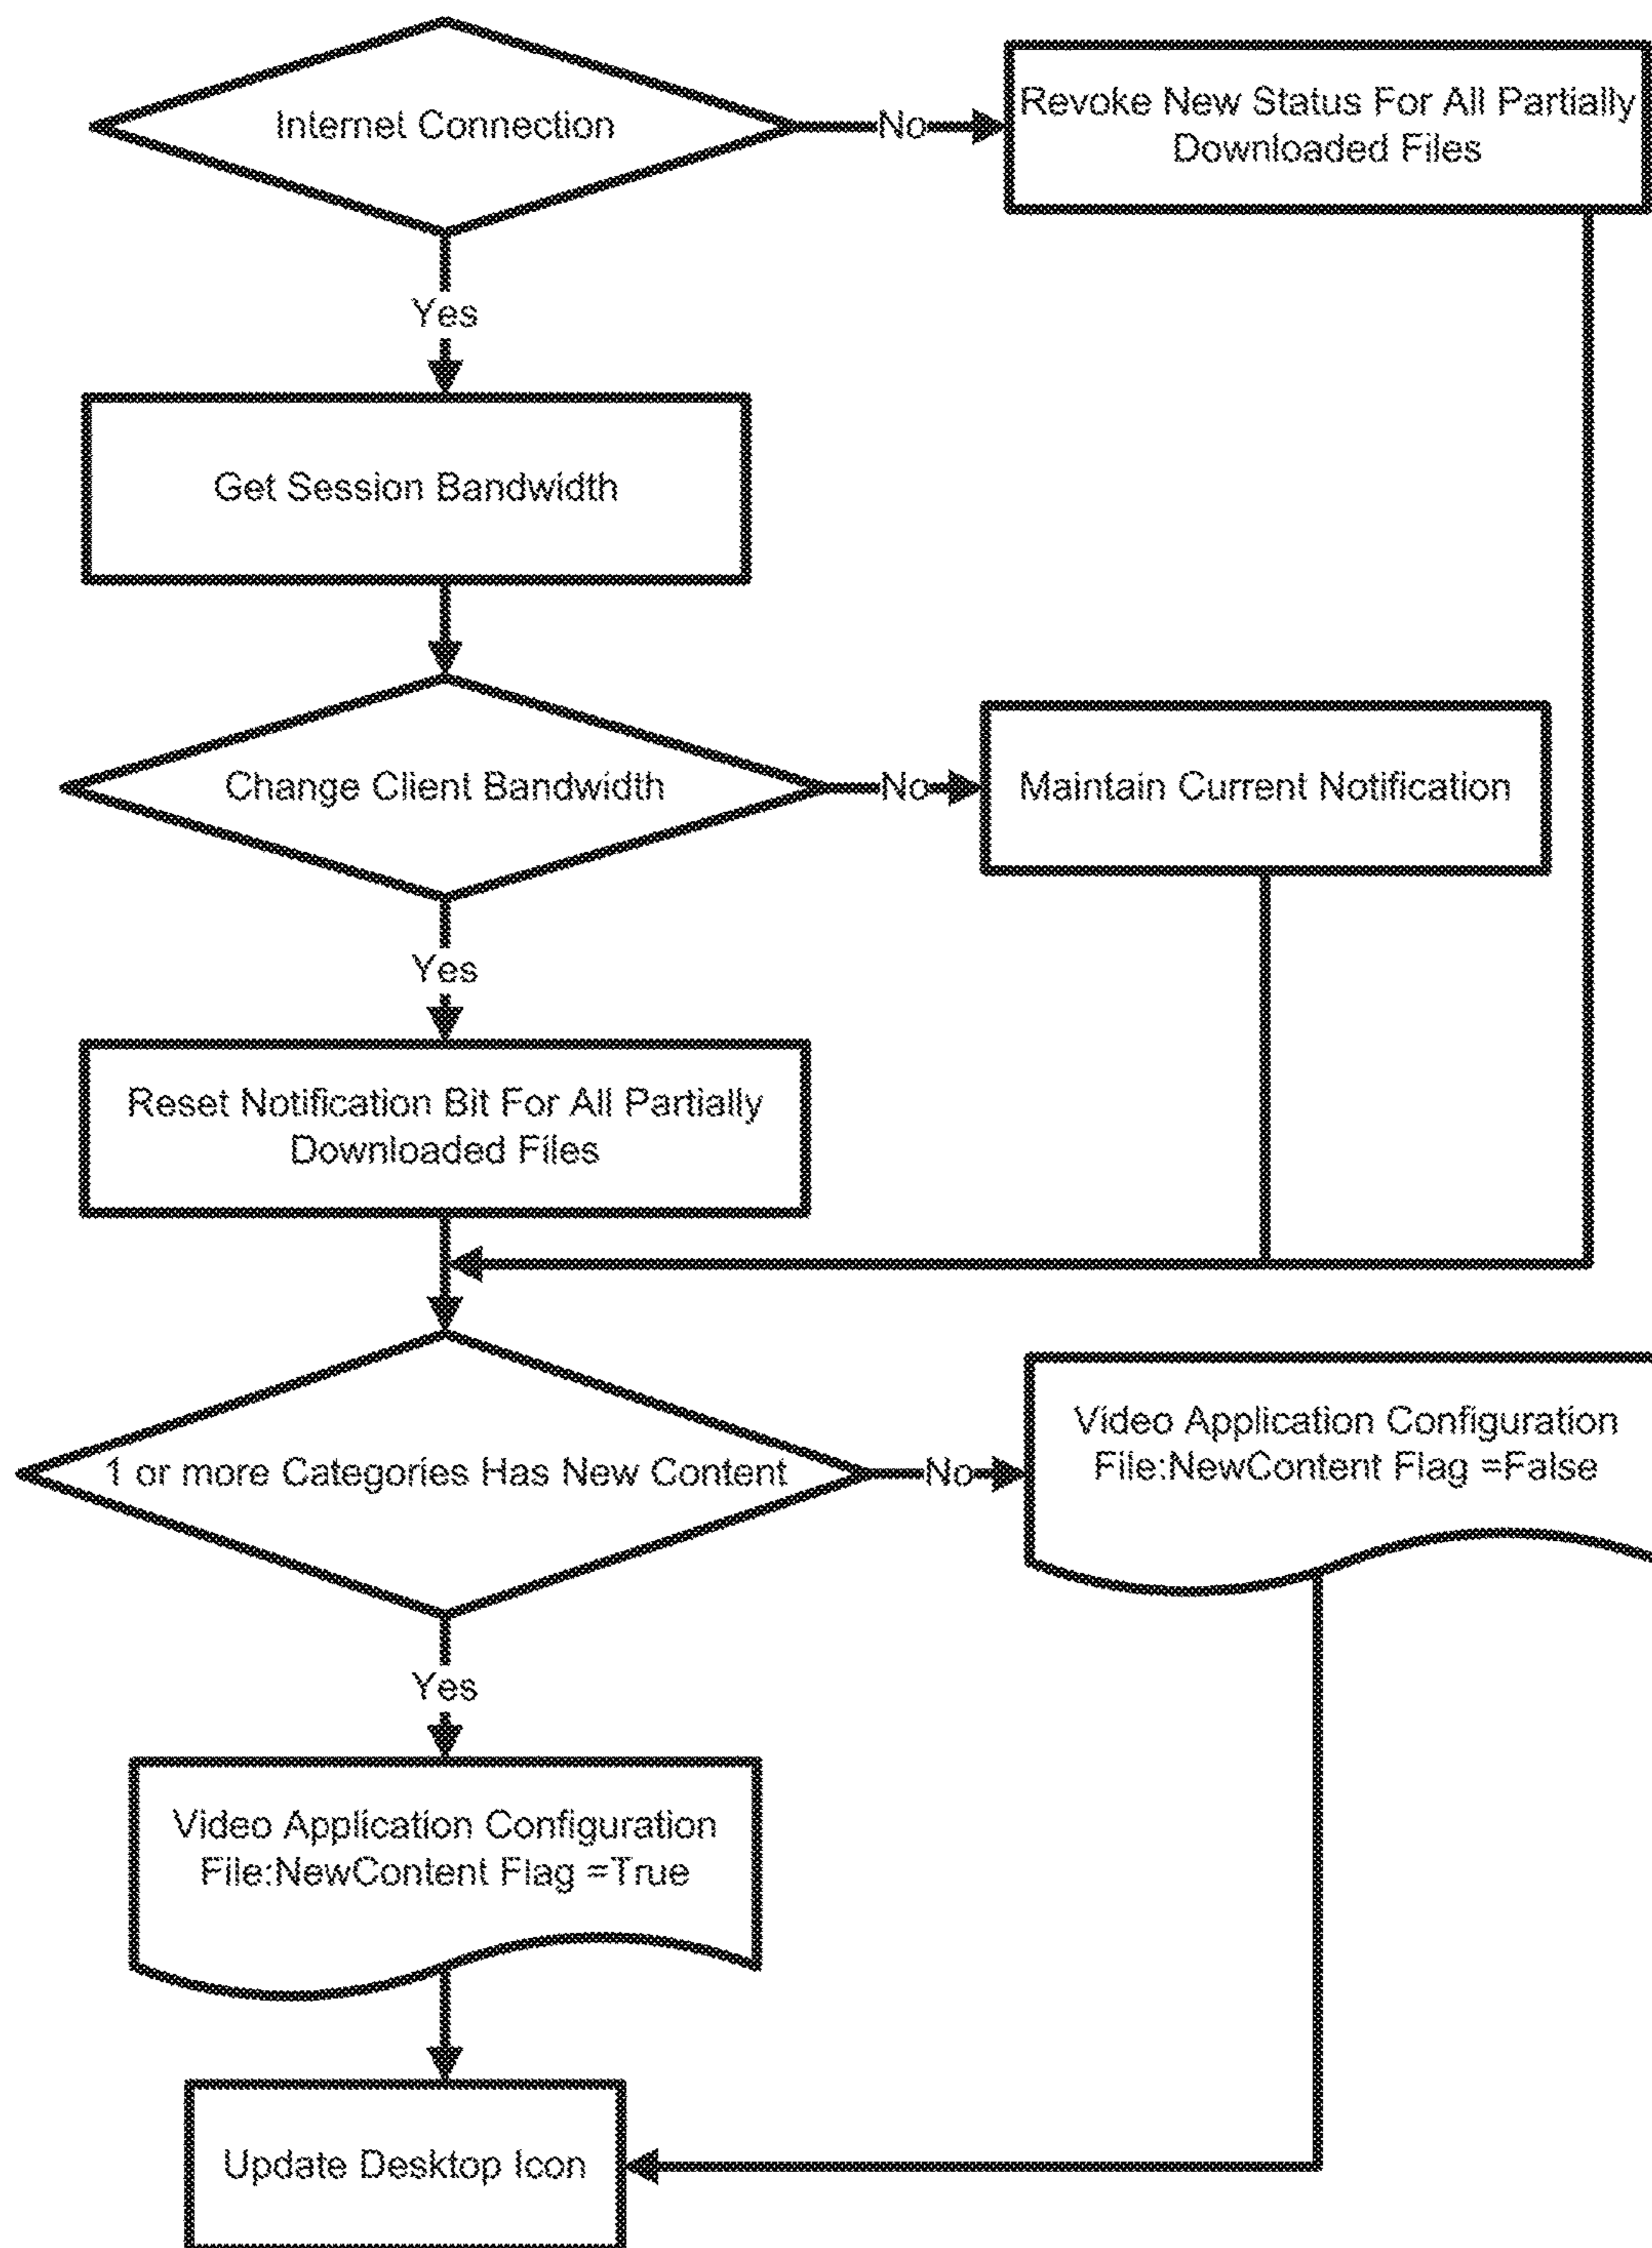 Internet Connection
No
Revoke New Status For All Partially
Downloaded Files
Yes
Get Session Bandwidth
Change Client Bandwidth
No
Maintain Current Notification
Yes
Reset Notification Bit For All Partially
Downloaded Files
1 or more Categories Has New Content
No
Video Application Configuration
File:NewContent Flag =False
Yes
Video Application Configuration
File:NewContent Flag =True
Update Desktop Icon